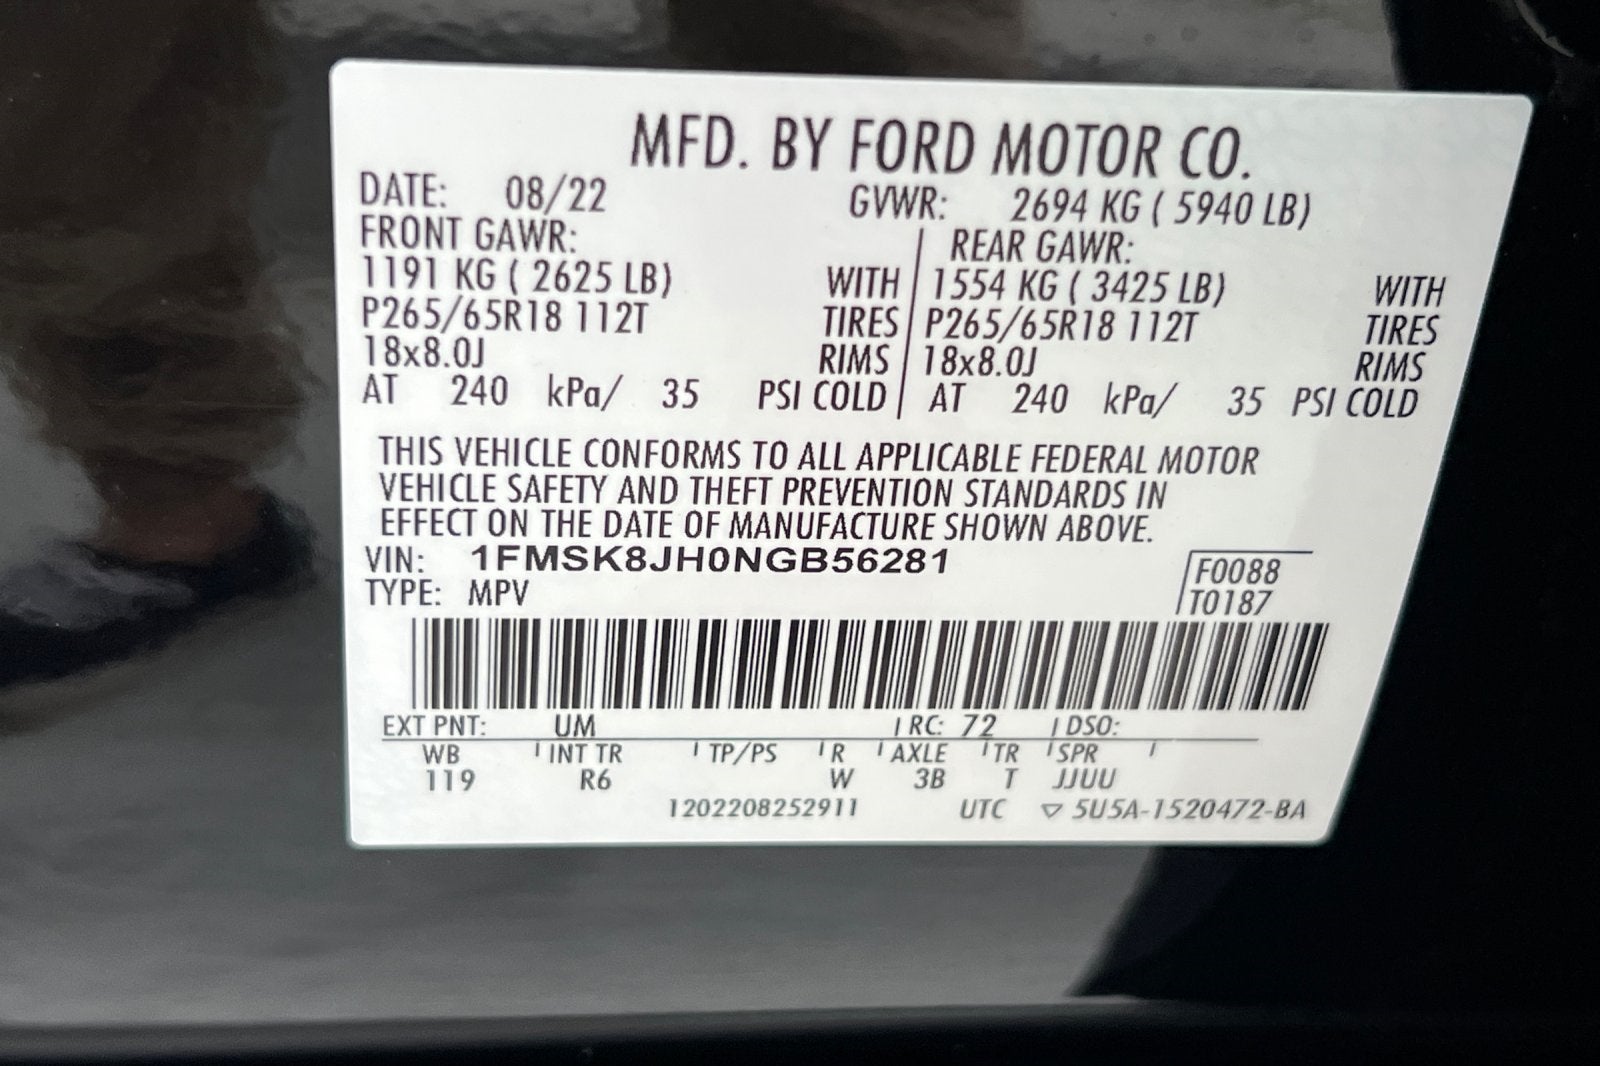 MFD. BY FORD MOTOR CO.
DATE: 08/22 GVWR: 2694 KG ( 5940 LB)
FRONT GAWR: REAR GAWR:
1191 KG ( 2625 LB) WITH 1554 KG ( 3425 LB) WITH
P265/65R18 112T TIRES P265/65R18 112T TIRES
18x8.0J RIMS 18x8.0J RIMS
AT 240 kPa/ 35 PSI COLD AT 240 kPa/ 35 PSI COLD
THIS VEHICLE CONFORMS TO ALL APPLICABLE FEDERAL MOTOR
VEHICLE SAFETY AND THEFT PREVENTION STANDARDS IN
EFFECT ON THE DATE OF MANUFACTURE SHOWN ABOVE.
VIN: 1FMSK8JH0NGB56281
F0088
TYPE: MPV
T0187
EXT PNT: UM RC: 72 DSO:
WB INT TR TP/PS R AXLE TR SPR
119 R6 W 3B T JJUU
1202208252911 UTC ▽ 5U5A-1520472-BA